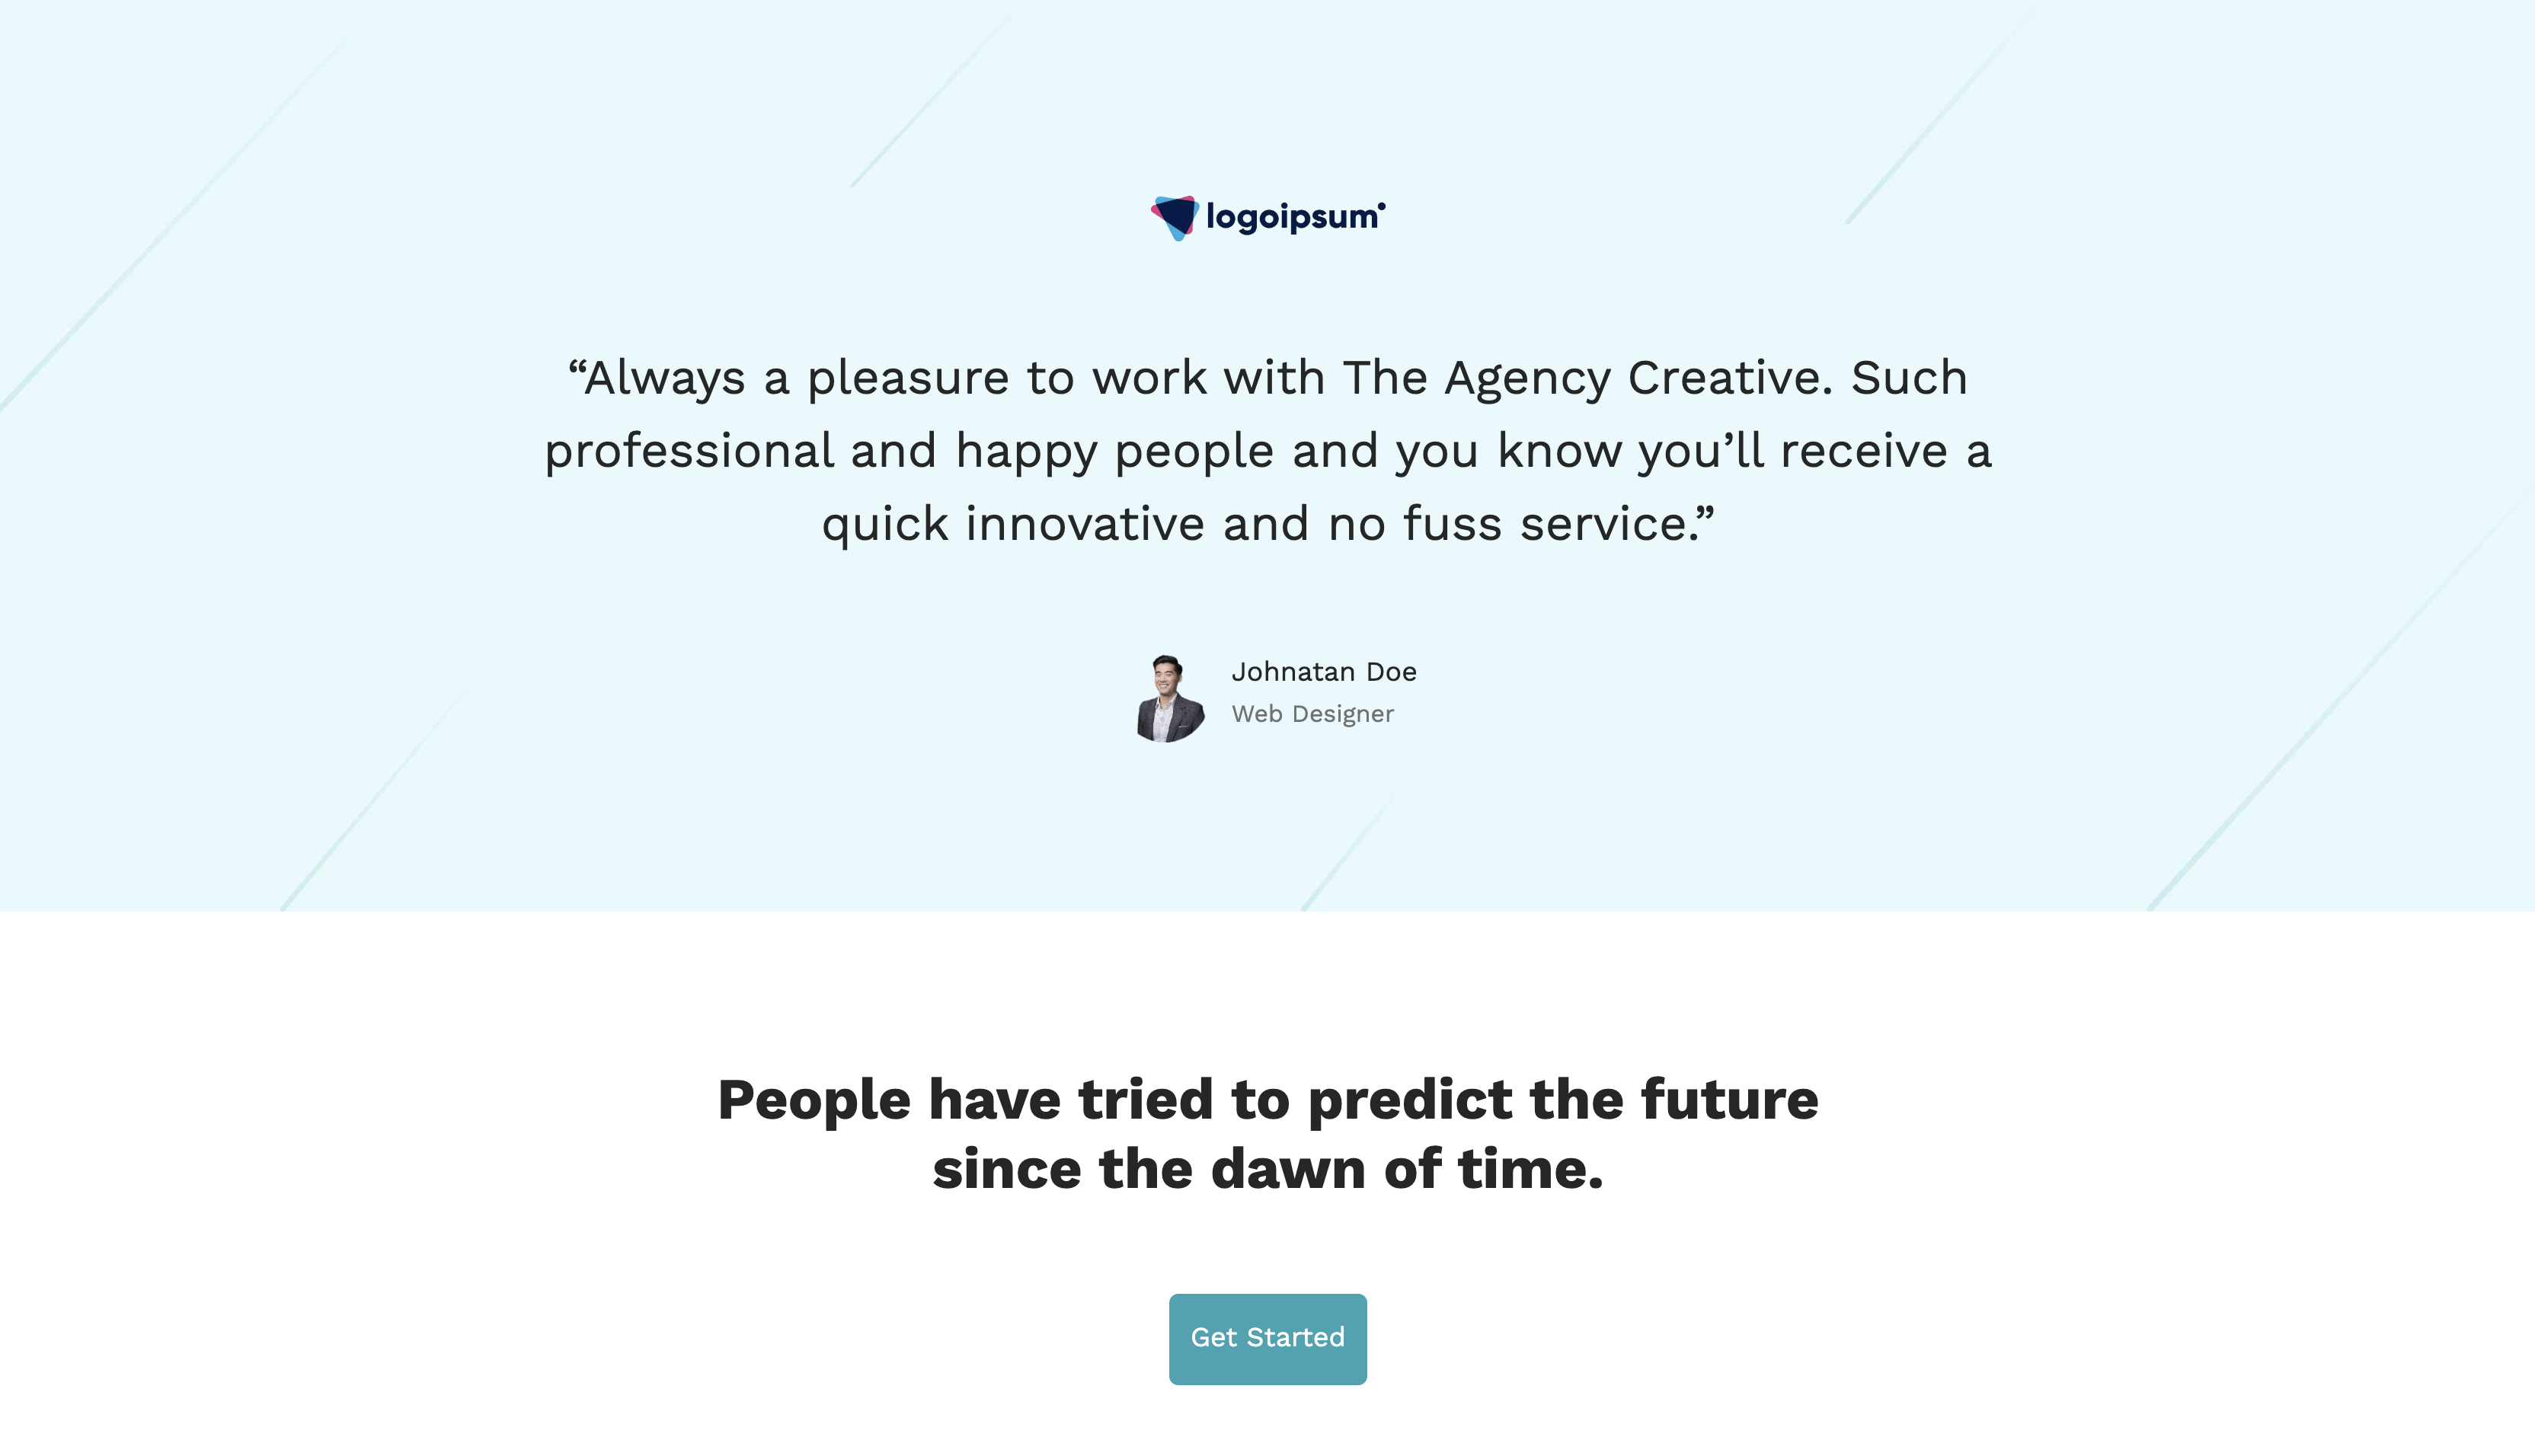 logoipsum
“Always a pleasure to work with The Agency Creative. Such
professional and happy people and you know you’ll receive a
quick innovative and no fuss service.”
Johnatan Doe
Web Designer
People have tried to predict the future
since the dawn of time.
Get Started